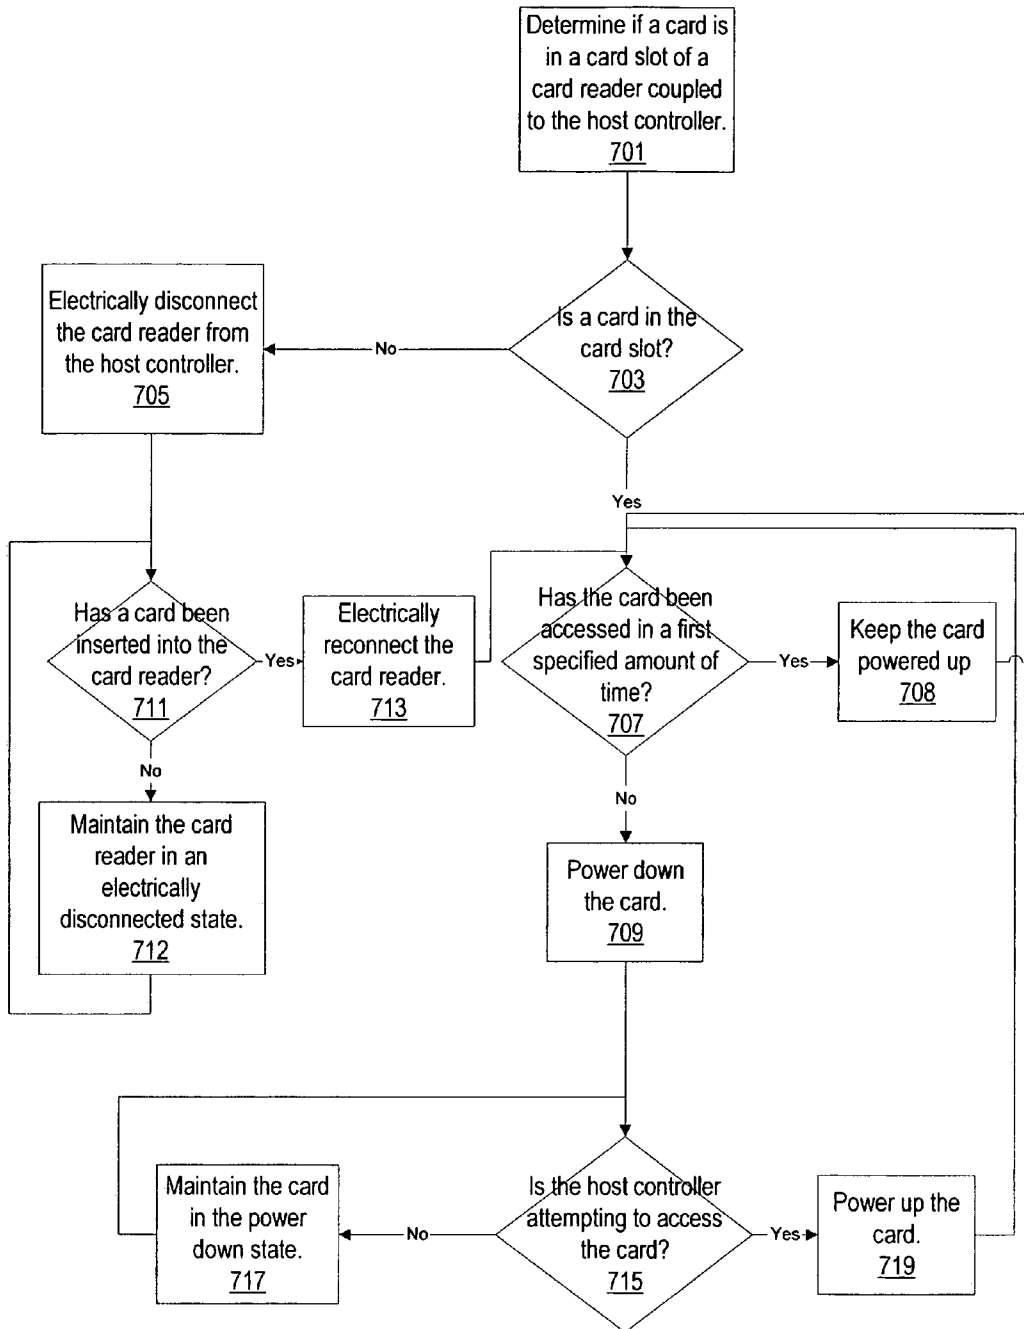 Determine if a card is
in a card slot of a
card reader coupled
to the host controller.
701
Is a card in the
card slot?
703
No
Yes
Electrically disconnect
the card reader from
the host controller.
705
Has a card been
inserted into the
card reader?
711
Yes
No
Electrically
reconnect the
card reader.
713
Maintain the card
reader in an
electrically
disconnected state.
712
Has the card been
accessed in a first
specified amount of
time?
707
Yes
No
Keep the card
powered up
708
Power down
the card.
709
Is the host controller
attempting to access
the card?
715
No
Yes
Maintain the card
in the power
down state.
717
Power up the
card.
719